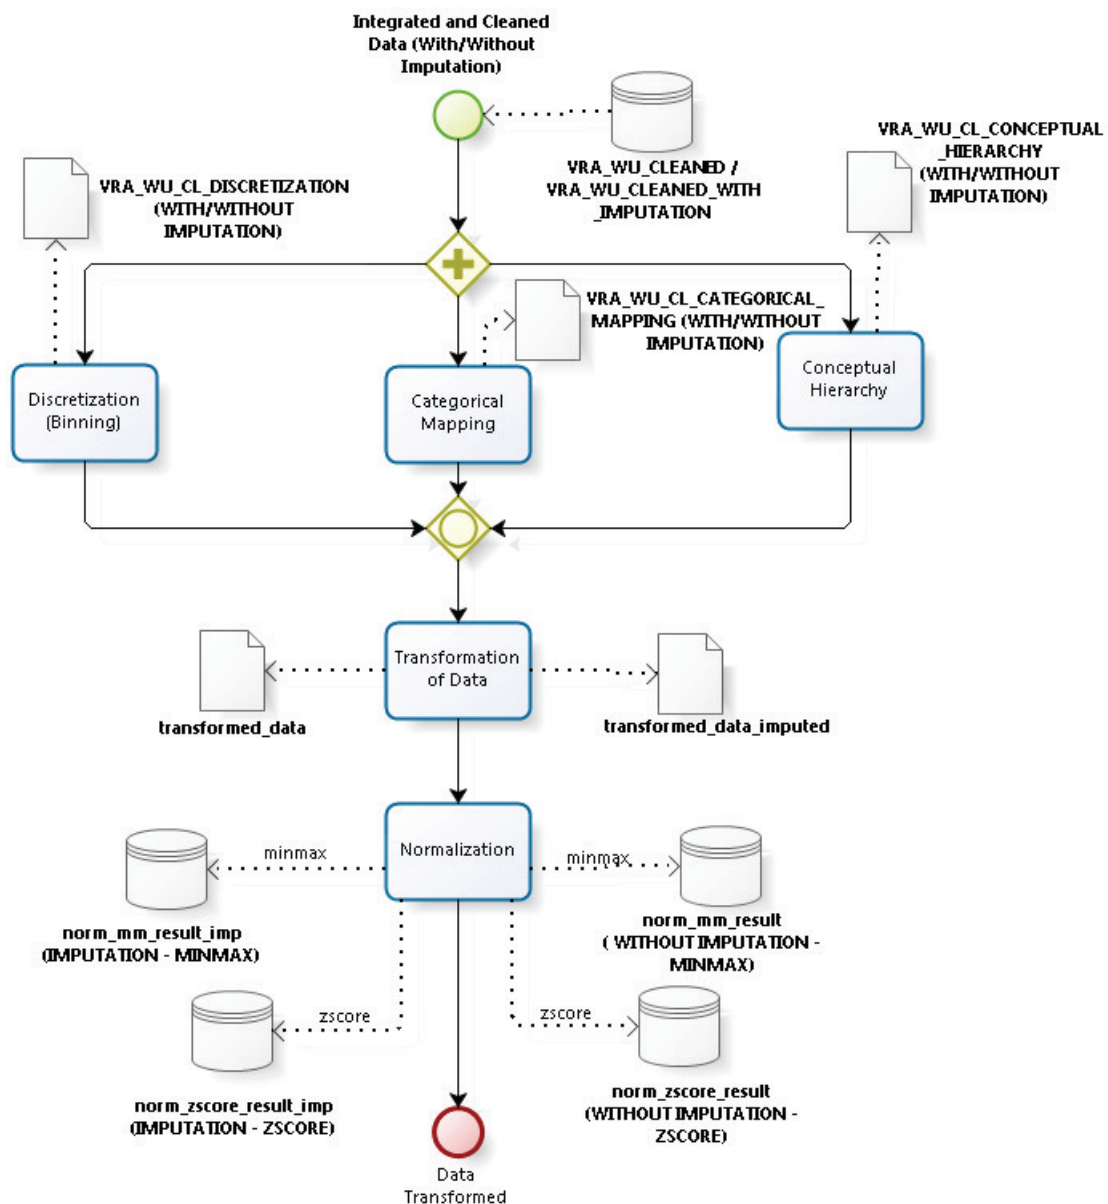 Integrated and Cleaned
Data (With/Without
Imputation)
VRA_WU_CLEANED /
VRA_WU_CLEANED_WITH
_IMPUTATION
VRA_WU_CL_CONCEPTUAL
_HIERARCHY
(WITH/WITHOUT
IMPUTATION)
VRA_WU_CL_DISCRETIZATION
(WITH/WITHOUT
IMPUTATION)
VRA_WU_CL_CATEGORICAL_
MAPPING (WITH/WITHOUT
IMPUTATION)
Discretization
(Binning)
Categorical
Mapping
Conceptual
Hierarchy
Transformation
of Data
transformed_data
transformed_data_imputed
Normalization
minmax
minmax
norm_mm_result_imp
(IMPUTATION - MINMAX)
norm_mm_result
( WITHOUT IMPUTATION -
MINMAX)
zscore
zscore
norm_zscore_result_imp
(IMPUTATION - ZSCORE)
norm_zscore_result
(WITHOUT IMPUTATION -
ZSCORE)
Data
Transformed